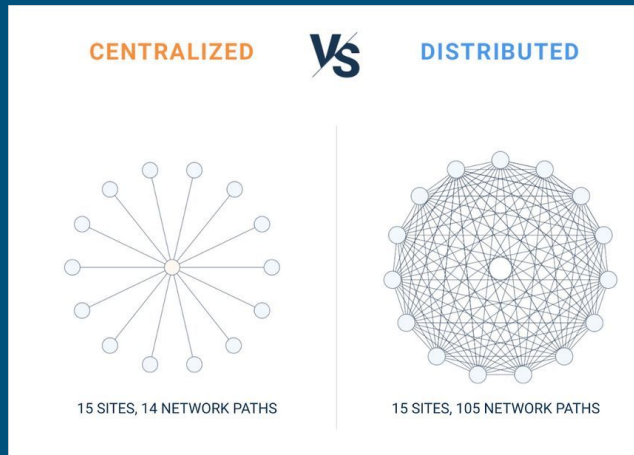 CENTRALIZED
VS
DISTRIBUTED
15 SITES, 14 NETWORK PATHS
15 SITES, 105 NETWORK PATHS